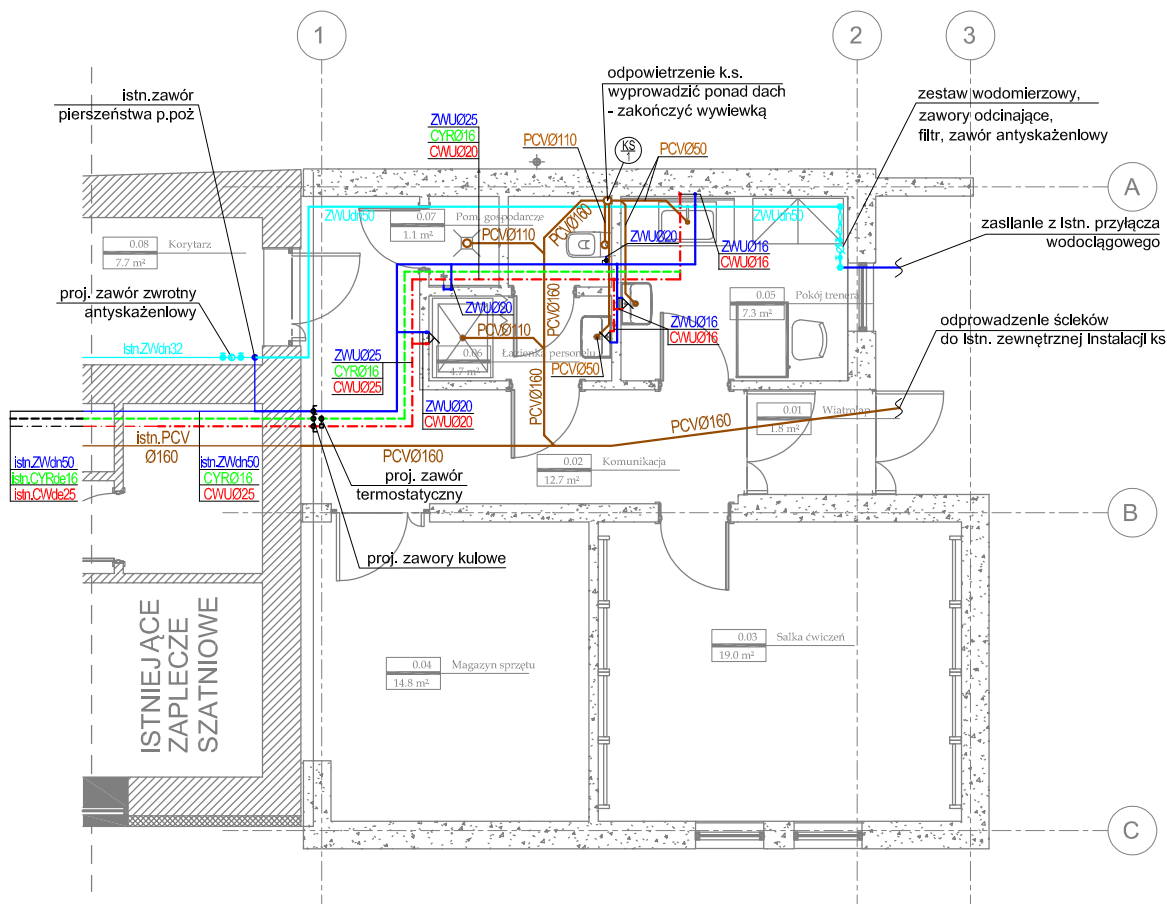 1
2
3
istn.zawór
pierszeństwa p.poż
odpowietrzenie k.s.
wyprowadzić ponad dach
- zakończyć wywiewką
zestaw wodomierzowy,
zawory odcinające,
filtr, zawór antyskażenIowy
ZWUØ25
CYRØ16
CWUØ20
PCVØ110
KS
1
PCVØ50
A
ZWUdn50
0.07
Pom. gospodarcze
1.1 m²
PCVØ160
ZWUdn50
0.08
Korytarz
7.7 m²
PCVØ110
ZWUØ20
ZWUØ16
CWUØ16
zasIlanie z Istn. przyłącza
wodociągowego
proj. zawór zwrotny
antyskażenIowy
ZWUØ20
PCVØ160
0.05
Pokój trenera
7.3 m²
ZWUØ16
CWUØ16
odprowadzenie ścieków
do Istn. zewnętrznej Instalacji ks
Istn.ZWdn32
PCVØ110
0.06
Łazienka personelu
4.7 m²
ZWUØ25
CYRØ16
CWUØ25
PCVØ50
PCVØ160
ZWUØ20
CWUØ20
0.01
Wiatrołap
1.8 m²
PCVØ160
istn.PCV
Ø160
PCVØ160
istn.ZWdn50
istn.CYRde16
istn.CWde25
istn.ZWdn50
CYRØ16
CWUØ25
proj. zawór
termostatyczny
0.02
Komunikacja
12.7 m²
B
proj. zawory kulowe
ISTNIEJĄCE
ZAPLECZE
SZATNIOWE
0.04
Magazyn sprzętu
14.8 m²
0.03
Salka ćwiczeń
19.0 m²
C